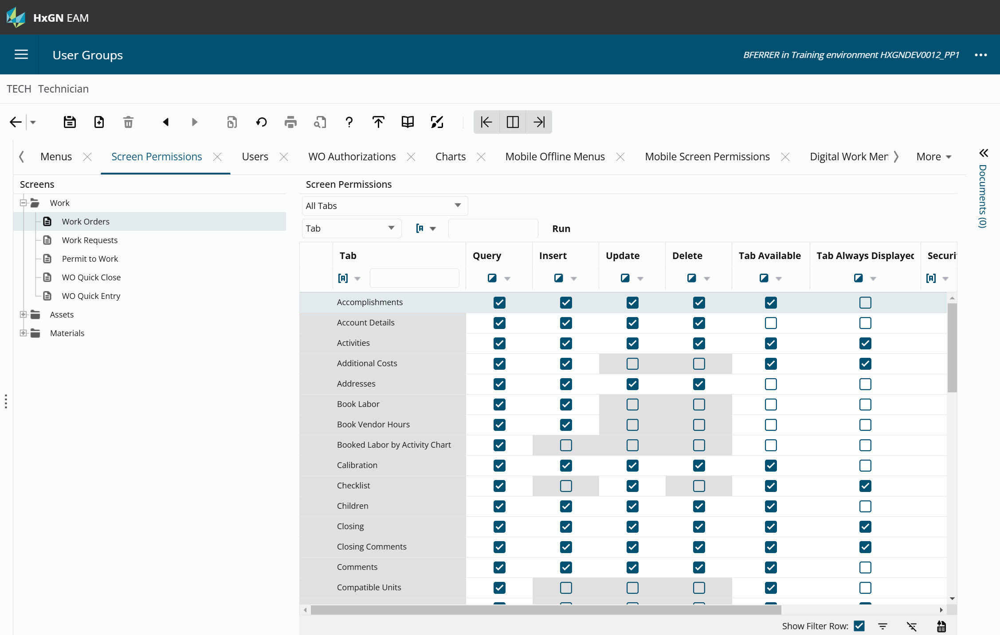 HxGN EAM
User Groups
BFERRER in Training environment HXGNDEV0012_PP1
TECH Technician
Menus
Screen Permissions
Users
WO Authorizations
Charts
Mobile Offline Menus
Mobile Screen Permissions
Digital Work Men
More
Documents (0)
Screens
Work
Work Orders
Work Requests
Permit to Work
WO Quick Close
WO Quick Entry
Assets
Materials
Screen Permissions
All Tabs
Tab
Run
Tab Query Insert Update Delete Tab Available Tab Always Displayed Securi
Accomplishments
Account Details
Activities
Additional Costs
Addresses
Book Labor
Book Vendor Hours
Booked Labor by Activity Chart
Calibration
Checklist
Children
Closing
Closing Comments
Comments
Compatible Units
Show Filter Row: